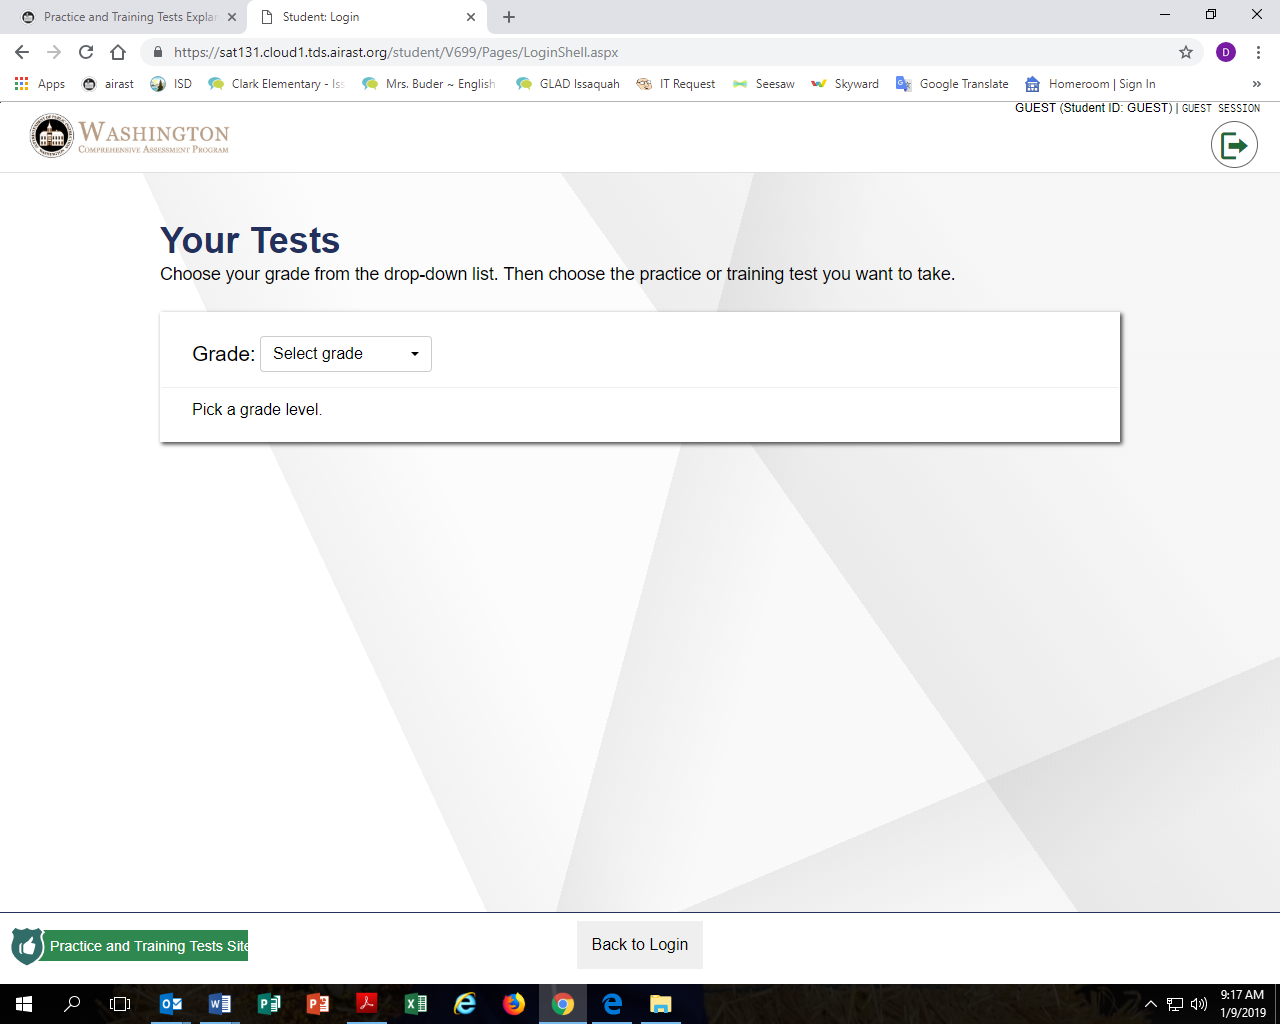 Practice and Training Tests Expla
Student: Login
https://sat131.cloud1.tds.airast.org/student/V699/Pages/LoginShell.aspx
D
Apps
airast
ISD
Clark Elementary - Iss
Mrs. Buder ~ English
GLAD Issaquah
IT Request
Seesaw
Skyward
Google Translate
Homeroom | Sign In
»
GUEST (Student ID: GUEST) | GUEST SESSION
WASHINGTON
COMPREHENSIVE ASSESSMENT PROGRAM
Your Tests
Choose your grade from the drop-down list. Then choose the practice or training test you want to take.
Grade: Select grade
Pick a grade level.
Practice and Training Tests Site
Back to Login
9:17 AM
1/9/2019